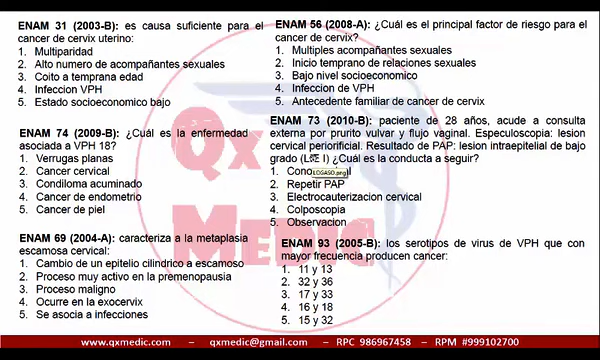 ENAM 31 (2003-B): es causa suficiente para el
cancer de cervix uterino:
1. Multiparidad
2. Alto numero de acompañantes sexuales
3. Coito a temprana edad
4. Infeccion VPH
5. Estado socioeconomico bajo
ENAM 74 (2009-B): ¿Cuál es la enfermedad
asociada a VPH 18?
1. Verrugas planas
2. Cancer cervical
3. Condiloma acuminado
4. Cancer de endometrio
5. Cancer de piel
ENAM 69 (2004-A): caracteriza a la metaplasia
escamosa cervical:
1. Cambio de un epitelio cilindrico a escamoso
2. Proceso muy activo en la premenopausia
3. Proceso maligno
4. Ocurre en la exocervix
5. Se asocia a infecciones
ENAM 56 (2008-A): ¿Cuál es el principal factor de riesgo para el
cancer de cervix?
1. Multiples acompañantes sexuales
2. Inicio temprano de relaciones sexuales
3. Bajo nivel socioeconomico
4. Infeccion de VPH
5. Antecedente familiar de cancer de cervix
ENAM 73 (2010-B): paciente de 28 años, acude a consulta
externa por prurito vulvar y flujo vaginal. Especuloscopia: lesion
cervical periorificial. Resultado de PAP: lesion intraepitelial de bajo
grado (LIE I) ¿Cuál es la conducta a seguir?
1.
LOGASO.png
2. Repetir PAP
3. Electrocauterizacion cervical
4. Colposcopia
5. Observacion
ENAM 93 (2005-B): los serotipos de virus de VPH que con
mayor frecuencia producen cancer:
1. 11 y 13
2. 32 y 36
3. 17 y 33
4. 16 y 18
5. 15 y 32
Qx
MEDIC
www.qxmedic.com – qxmedic@gmail.com – RPC 986967458 – RPM #999102700